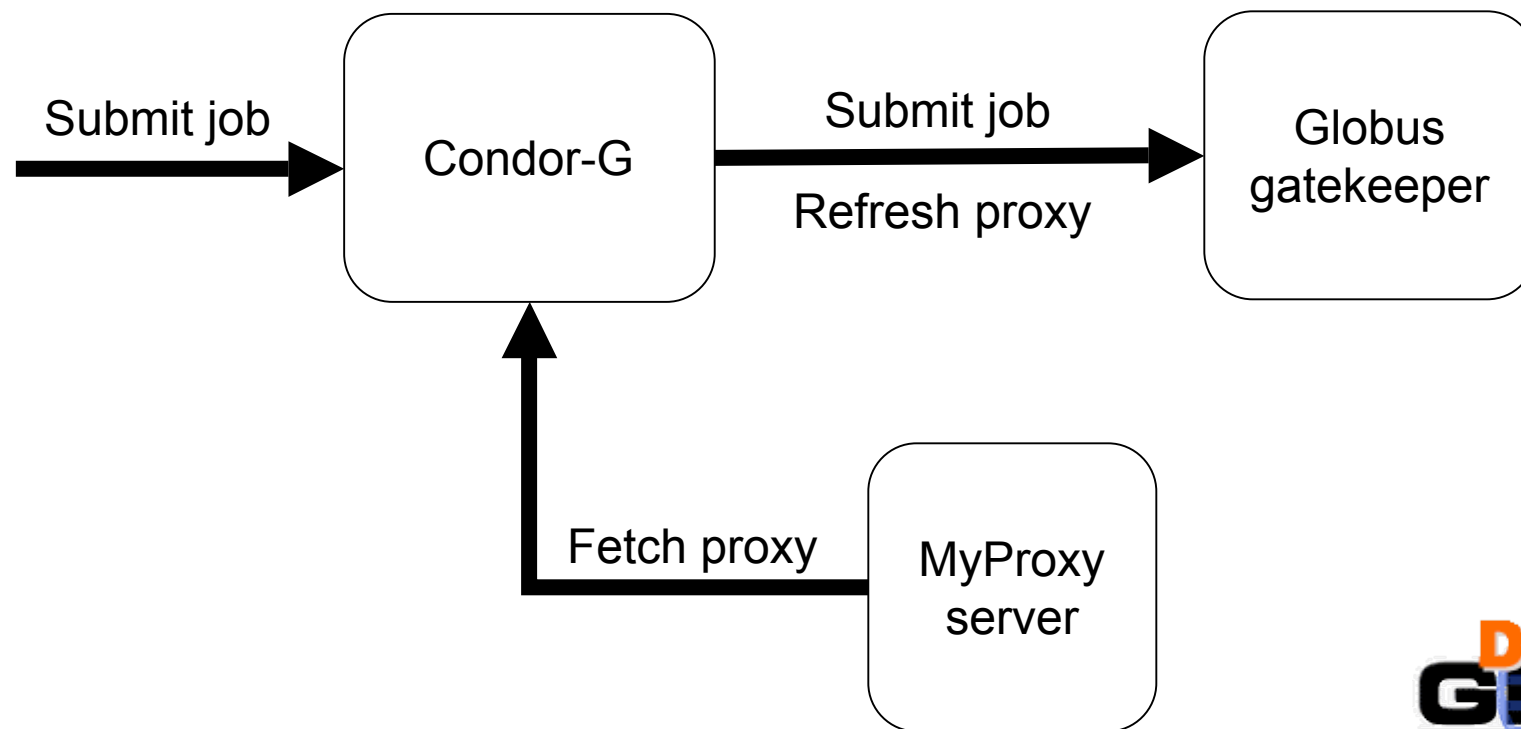 Submit job
Condor-G
Submit job
Refresh proxy
Globus
gatekeeper
Fetch proxy
MyProxy
server